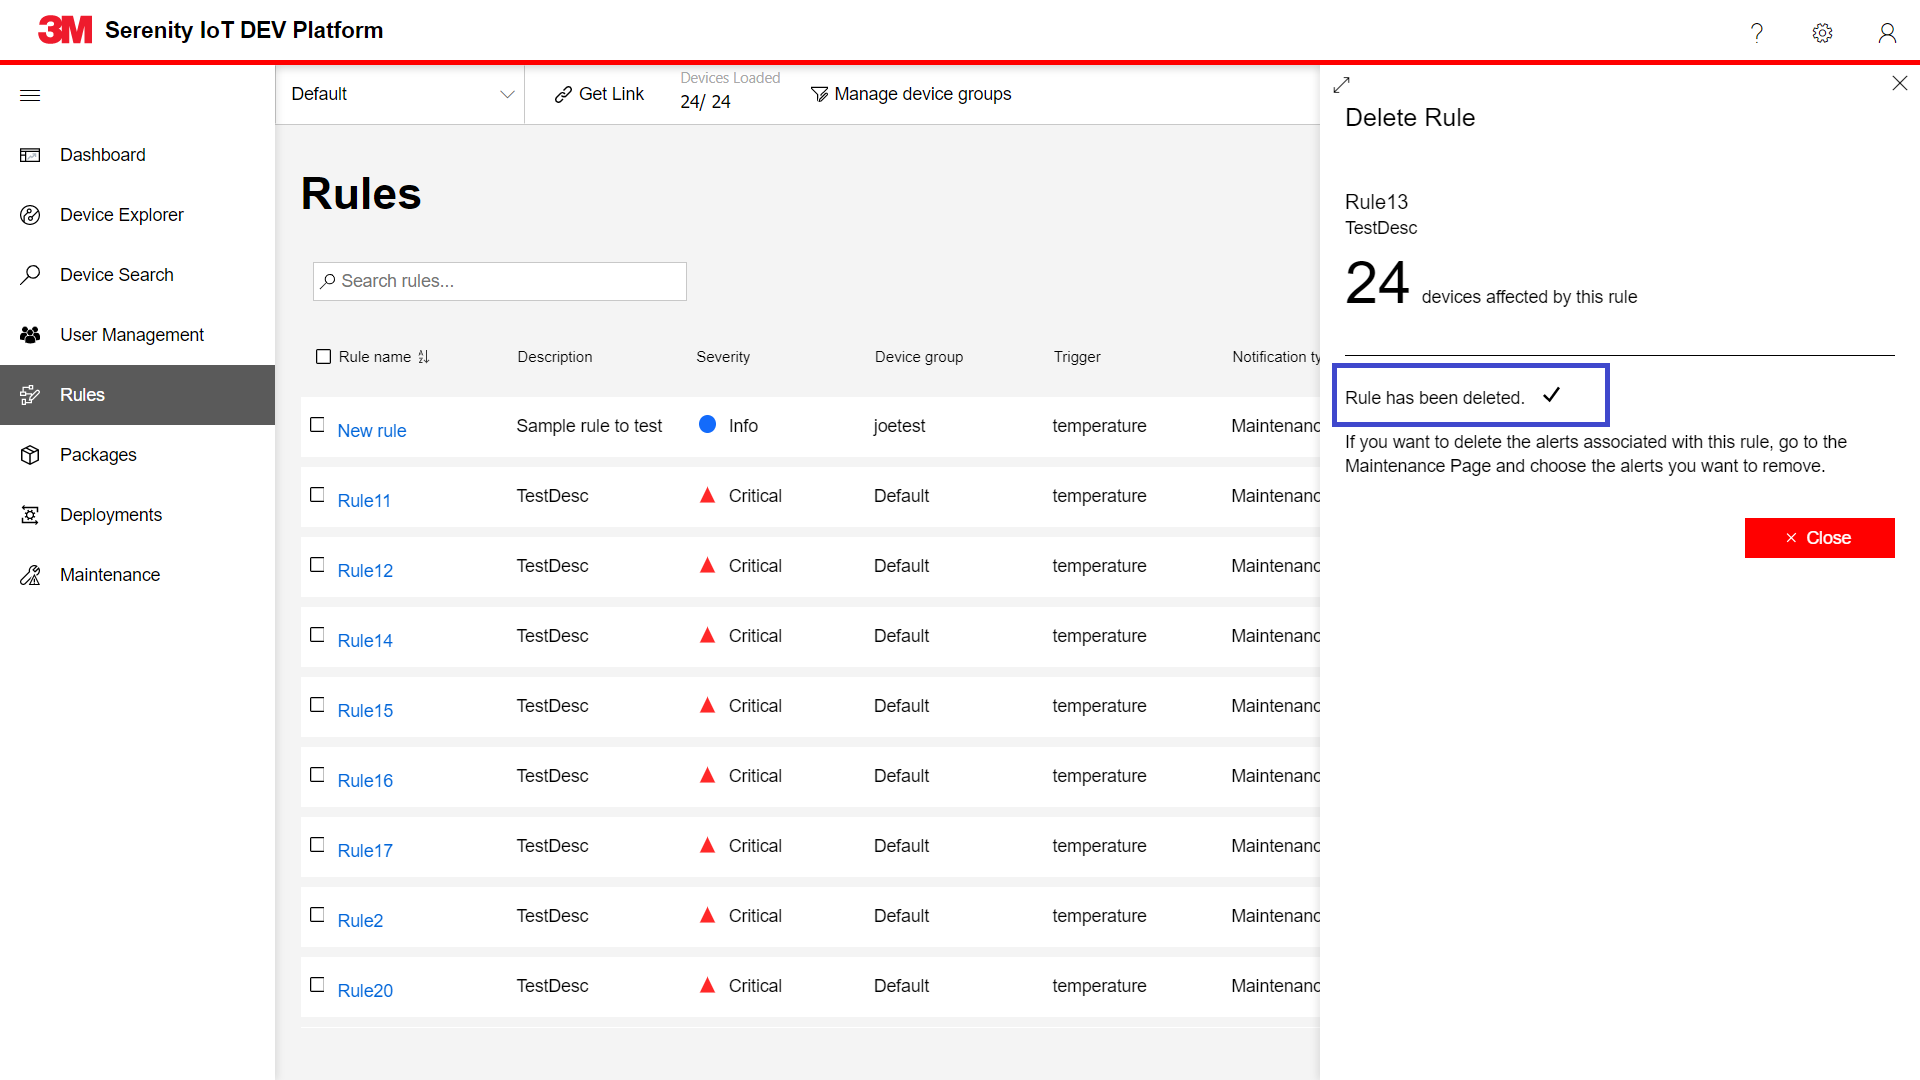 3M Serenity IoT DEV Platform
Default
Get Link
Devices Loaded
24/ 24
Manage device groups
Dashboard
Device Explorer
Device Search
User Management
Rules
Packages
Deployments
Maintenance
Rules
Search rules...
Rule name Description Severity Device group Trigger Notification ty
New rule Sample rule to test Info joetest temperature Maintenanc
Rule11 TestDesc Critical Default temperature Maintenanc
Rule12 TestDesc Critical Default temperature Maintenanc
Rule14 TestDesc Critical Default temperature Maintenanc
Rule15 TestDesc Critical Default temperature Maintenanc
Rule16 TestDesc Critical Default temperature Maintenanc
Rule17 TestDesc Critical Default temperature Maintenanc
Rule2 TestDesc Critical Default temperature Maintenanc
Rule20 TestDesc Critical Default temperature Maintenanc
Delete Rule
Rule13
TestDesc
24 devices affected by this rule
Rule has been deleted.
If you want to delete the alerts associated with this rule, go to the
Maintenance Page and choose the alerts you want to remove.
Close